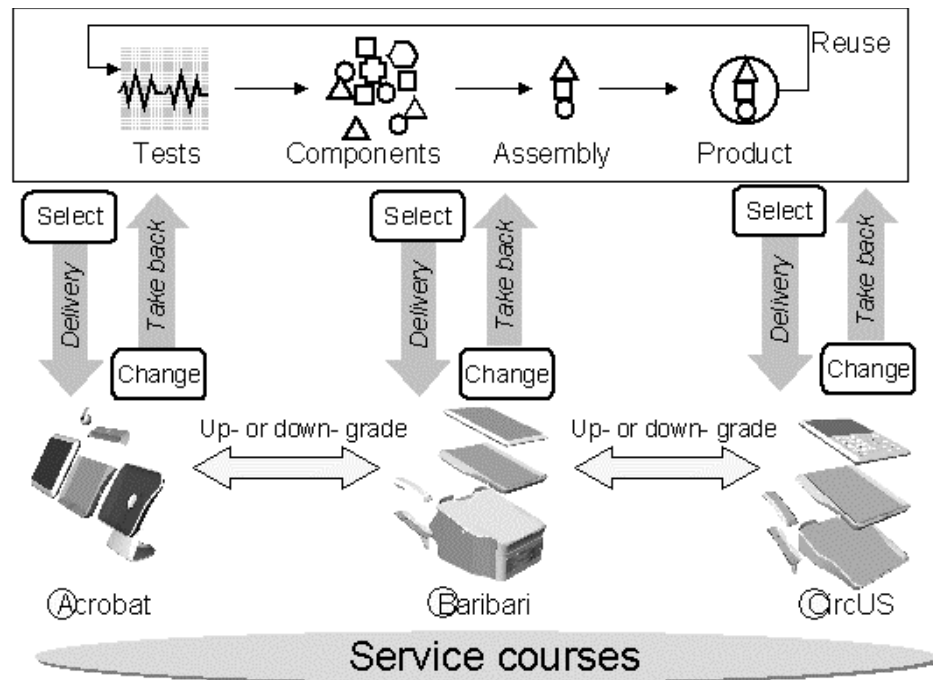 Reuse
Tests
Components
Assembly
Product
Select
Delivery
Take back
Change
Select
Delivery
Take back
Change
Select
Delivery
Take back
Change
Up- or down- grade
Up- or down- grade
Acrobat
Baribari
CircUS
Service courses